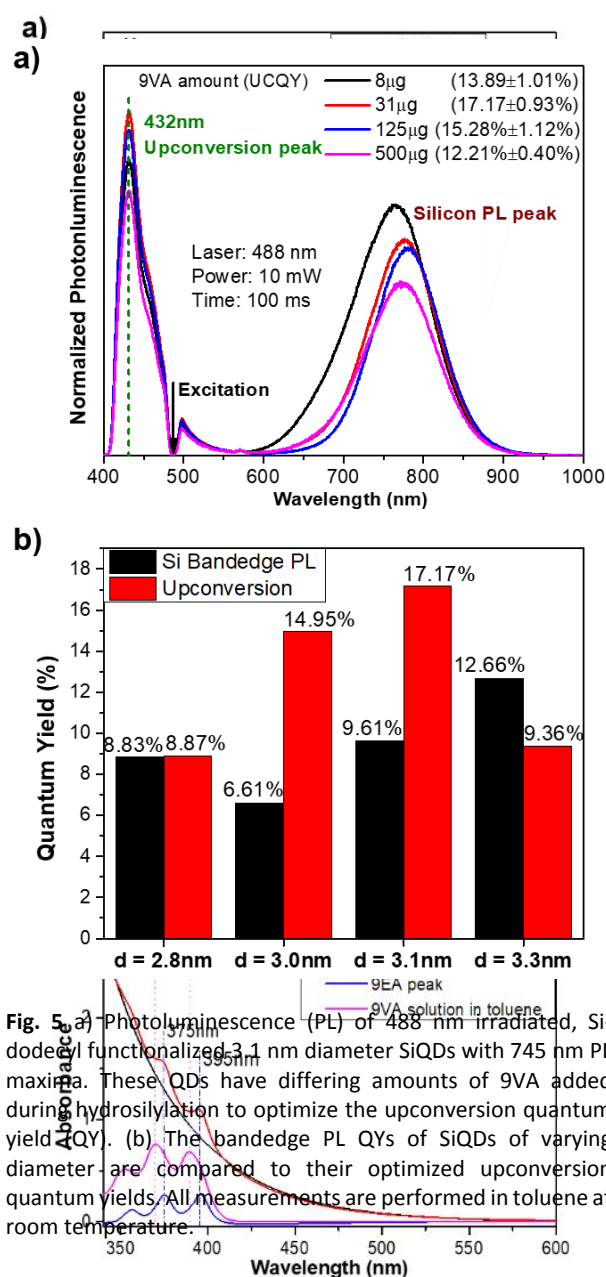 a)
a)
9VA amount (UCQY)
8µg (13.89±1.01%)
31µg (17.17±0.93%)
125µg (15.28%±1.12%)
500µg (12.21%±0.40%)
432nm
Upconversion peak
Silicon PL peak
Laser: 488 nm
Power: 10 mW
Time: 100 ms
Excitation
Normalized Photonluminescence
400 500 600 700 800 900 1000
Wavelength (nm)
b)
Si Bandedge PL
Upconversion
Quantum Yield (%)
18
16
14
12
10
8
6
4
2
0
8.83%
8.87%
6.61%
14.95%
9.61%
17.17%
12.66%
9.36%
d = 2.8nm d = 3.0nm d = 3.1nm d = 3.3nm
9EA peak
9VA solution in toluene
2
375nm
395nm
Absorbance
1
0
Fig. 5 a) Photoluminescence (PL) of 488 nm irradiated, Si-
dodecyl functionalized 3.1 nm diameter SiQDs with 745 nm PL
maxima. These QDs have differing amounts of 9VA added
during hydrosilylation to optimize the upconversion quantum
yield (QY). (b) The bandedge PL QYs of SiQDs of varying
diameter are compared to their optimized upconversion
quantum yields. All measurements are performed in toluene at
room temperature.
350 400 450 500 550 600
Wavelength (nm)